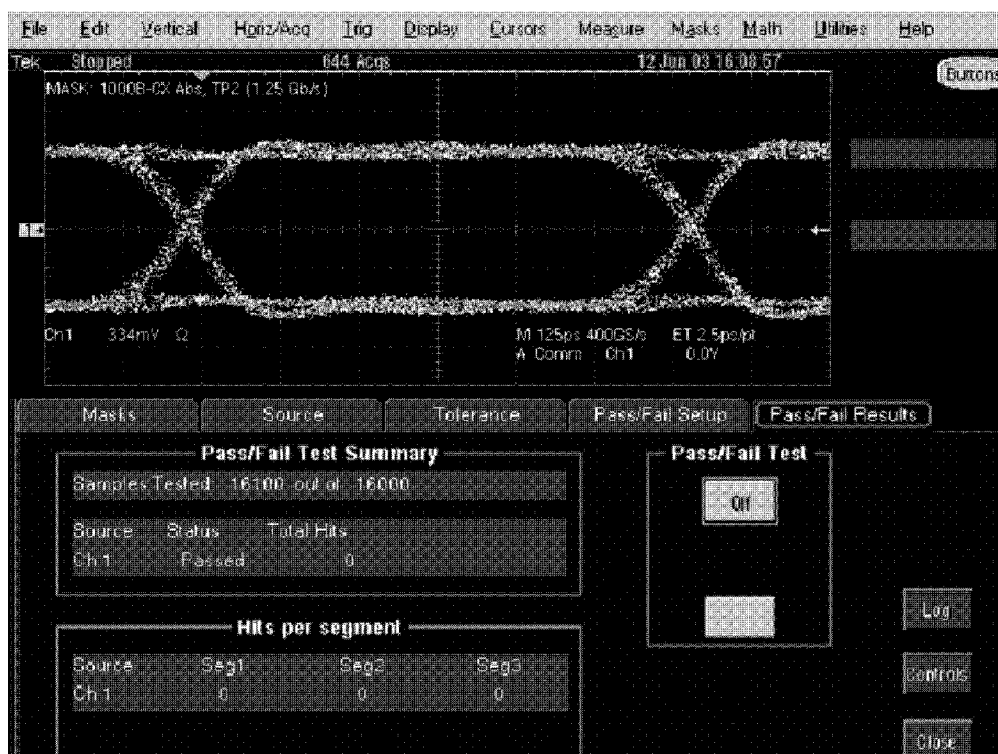 File Edit Vertical Horiz/Acq Trig Display Cursors Measure Masks Math Utilities Help
Tek Stopped 644 Acqs 12 Jun 03 16:08:57
Buttons
MASK: 1000B-CX Abs, TP2 (1.25 Gb/s)
1
Ch1 334mV Ω M 125ps 400GS/s ET 2.5ps/pt
A Comm Ch1 0.0V
Masks Source Tolerance Pass/Fail Setup Pass/Fail Results
Pass/Fail Test Summary
Samples Tested: 16100 out of 16000
Source Status Total Hits
Ch 1 Passed 0
Pass/Fail Test
Off
Hits per segment
Source Seg1 Seg2 Seg3
Ch 1 0 0 0
Log
Controls
Close